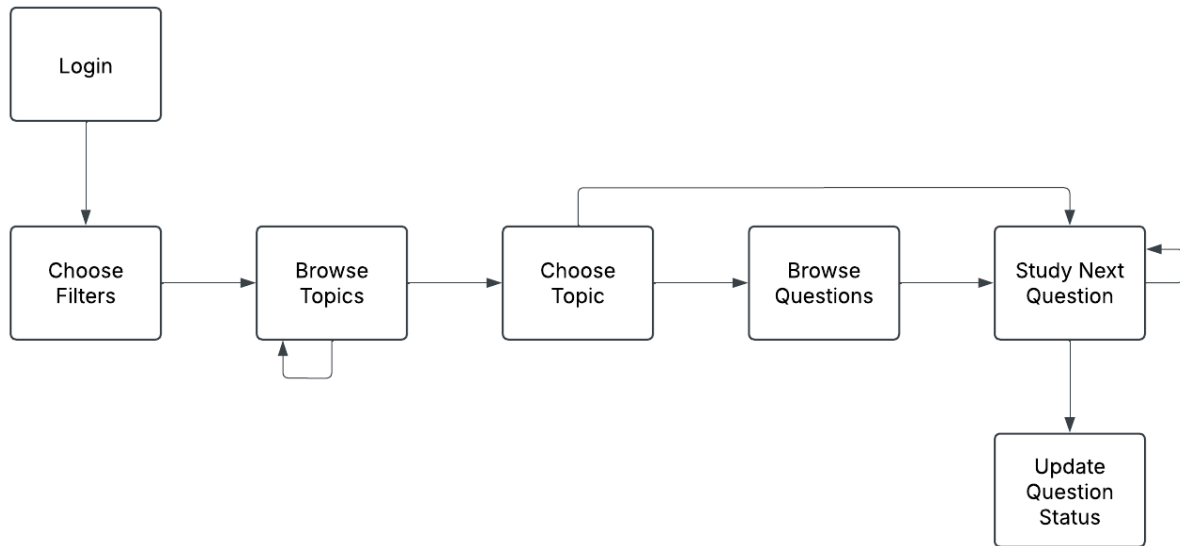 Login
Choose
Filters
Browse
Topics
Choose
Topic
Browse
Questions
Study Next
Question
Update
Question
Status